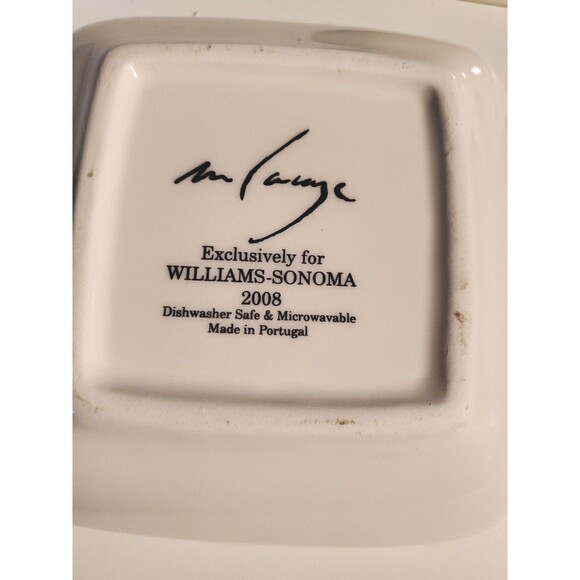 Exclusively for
WILLIAMS-SONOMA
2008
Dishwasher Safe & Microwavable
Made in Portugal